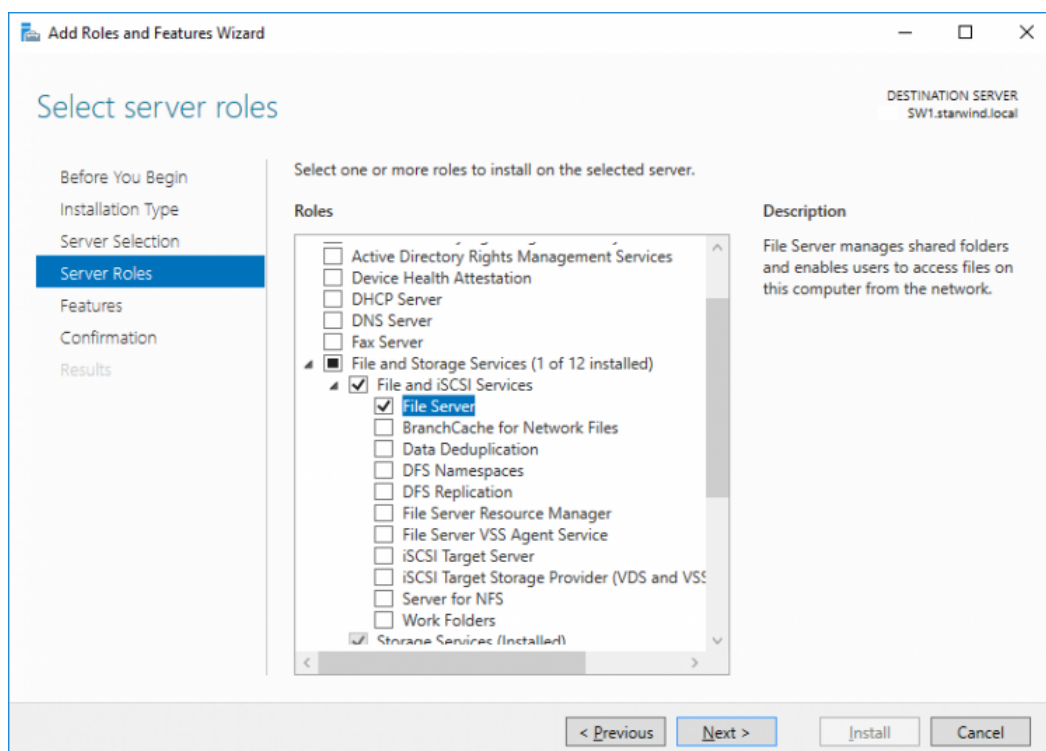 Add Roles and Features Wizard
Select server roles
DESTINATION SERVER
SW1.starwind.local
Before You Begin
Installation Type
Server Selection
Server Roles
Features
Confirmation
Results
Select one or more roles to install on the selected server.
Roles
Active Directory Rights Management Services
Device Health Attestation
DHCP Server
DNS Server
Fax Server
File and Storage Services (1 of 12 installed)
File and iSCSI Services
File Server
BranchCache for Network Files
Data Deduplication
DFS Namespaces
DFS Replication
File Server Resource Manager
File Server VSS Agent Service
iSCSI Target Server
iSCSI Target Storage Provider (VDS and VSS
Server for NFS
Work Folders
Storage Services (Installed)
Description
File Server manages shared folders
and enables users to access files on
this computer from the network.
< Previous
Next >
Install
Cancel